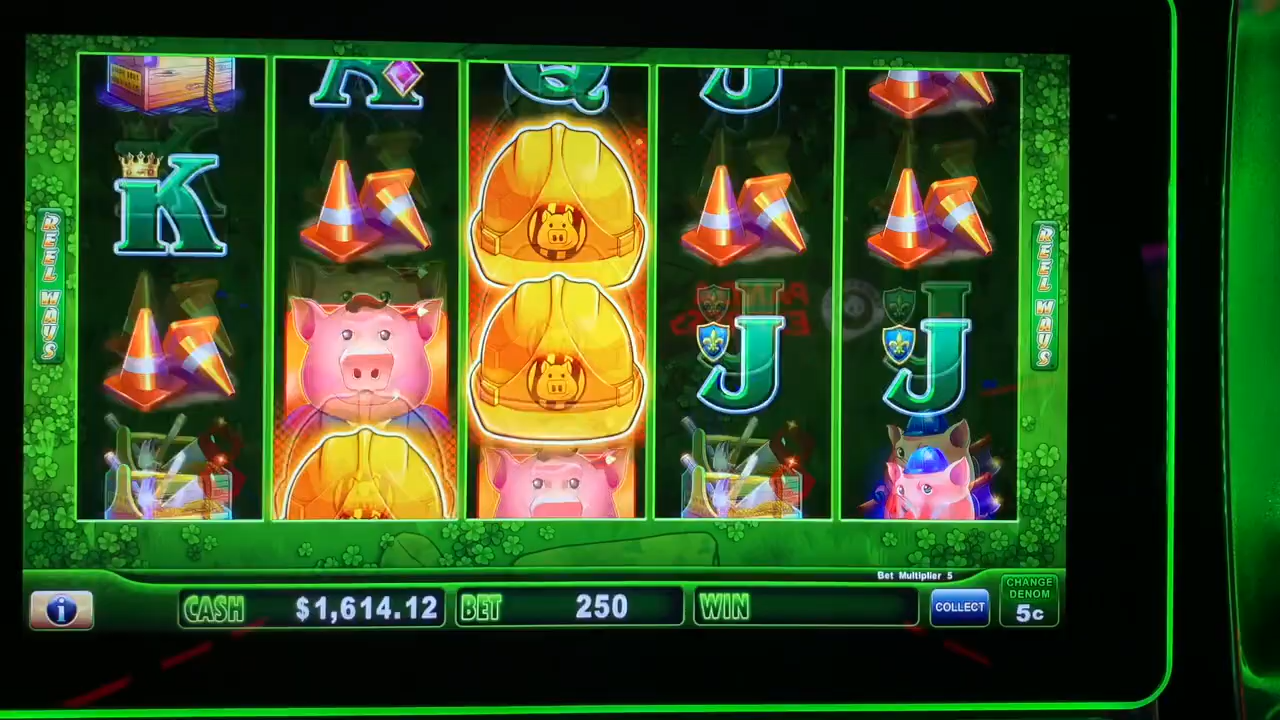 A
Q
J
K
REEL WAYS
REEL WAYS
J
J
Bet Multiplier 5
CASH $1,614.12 BET 250 WIN
COLLECT
CHANGE
DENOM
5c
i